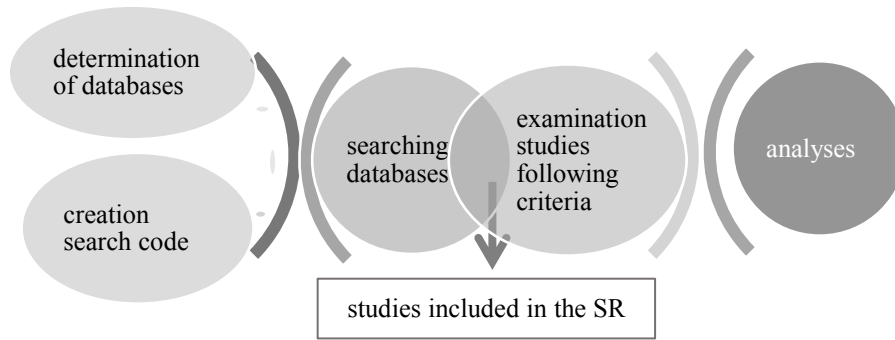 determination
of databases
creation
search code
searching
databases
examination
studies
following
criteria
analyses
studies included in the SR